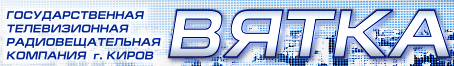 ГОСУДАРСТВЕННАЯ
ТЕЛЕВИЗИОННАЯ
РАДИОВЕЩАТЕЛЬНАЯ
КОМПАНИЯ г. КИРОВ
ВЯТКА